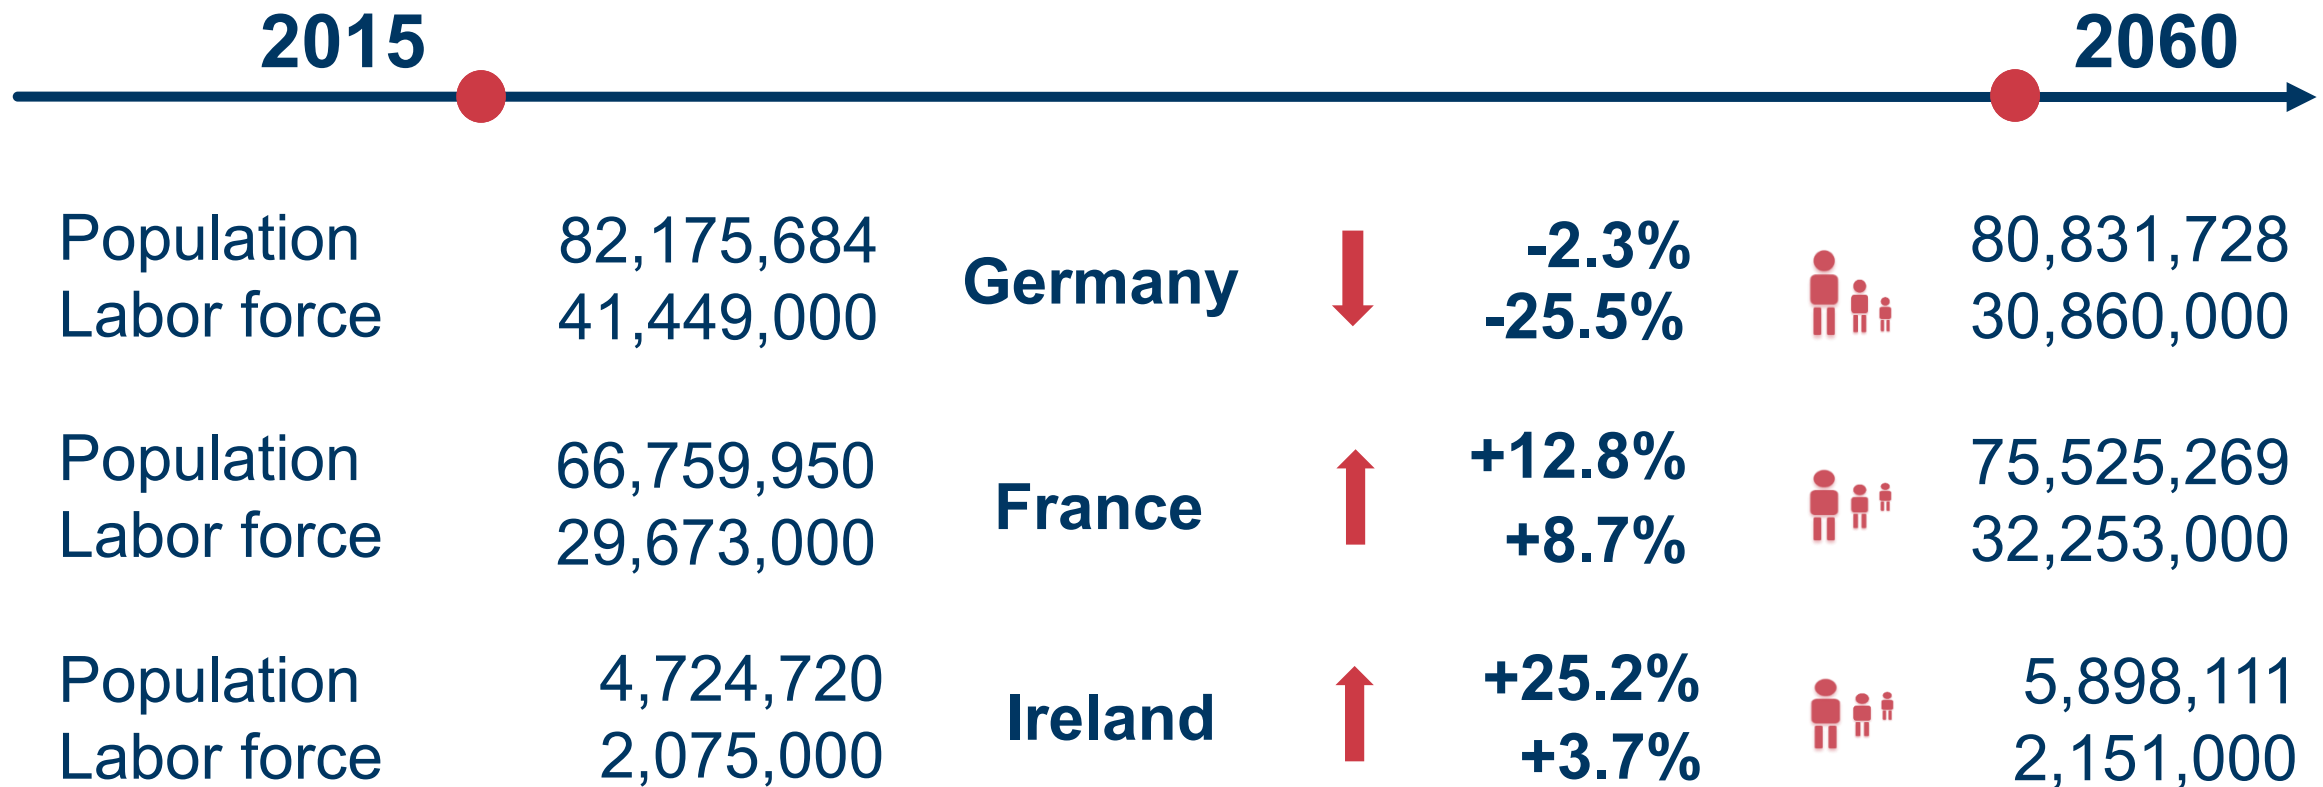 2015 2060
Population 82,175,684 Germany -2.3% 80,831,728
Labor force 41,449,000 -25.5% 30,860,000
Population 66,759,950 France +12.8% 75,525,269
Labor force 29,673,000 +8.7% 32,253,000
Population 4,724,720 Ireland +25.2% 5,898,111
Labor force 2,075,000 +3.7% 2,151,000